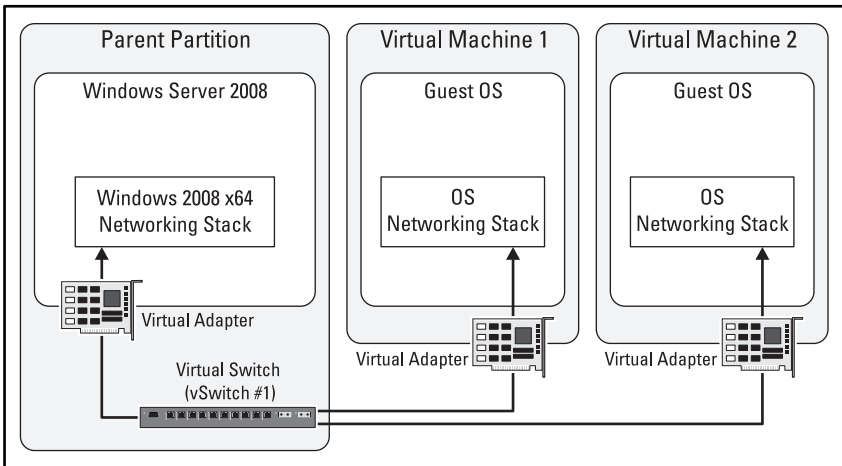 Parent Partition
Windows Server 2008
Windows 2008 x64
Networking Stack
Virtual Adapter
Virtual Switch
(vSwitch #1)
Virtual Machine 1
Guest OS
OS
Networking Stack
Virtual Adapter
Virtual Machine 2
Guest OS
OS
Networking Stack
Virtual Adapter